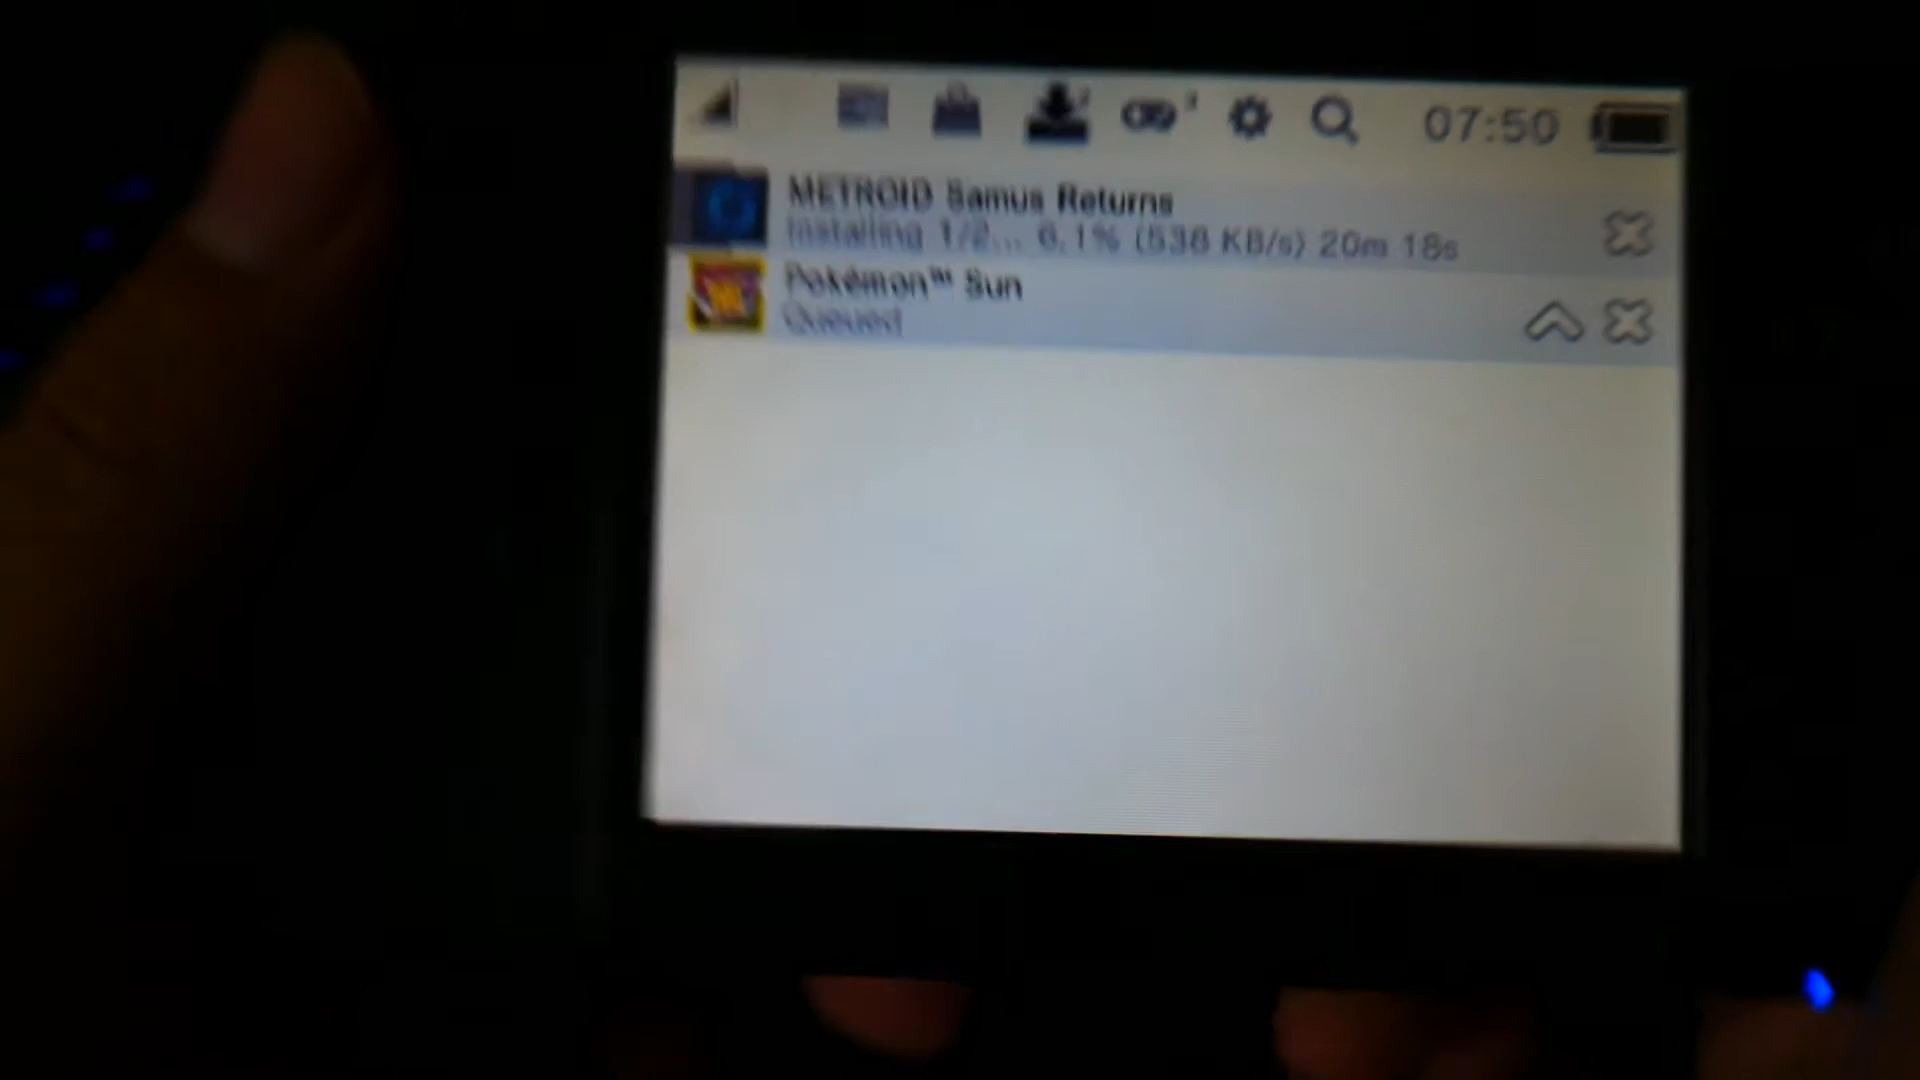 07:50
METROID Samus Returns
Installing 1/2... 6.1% (538 KB/s) 20m 18s
Pokémon™ Sun
Queued